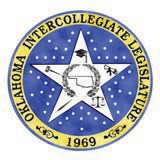 OKLAHOMA INTERCOLLEGIATE LEGISLATURE
1969